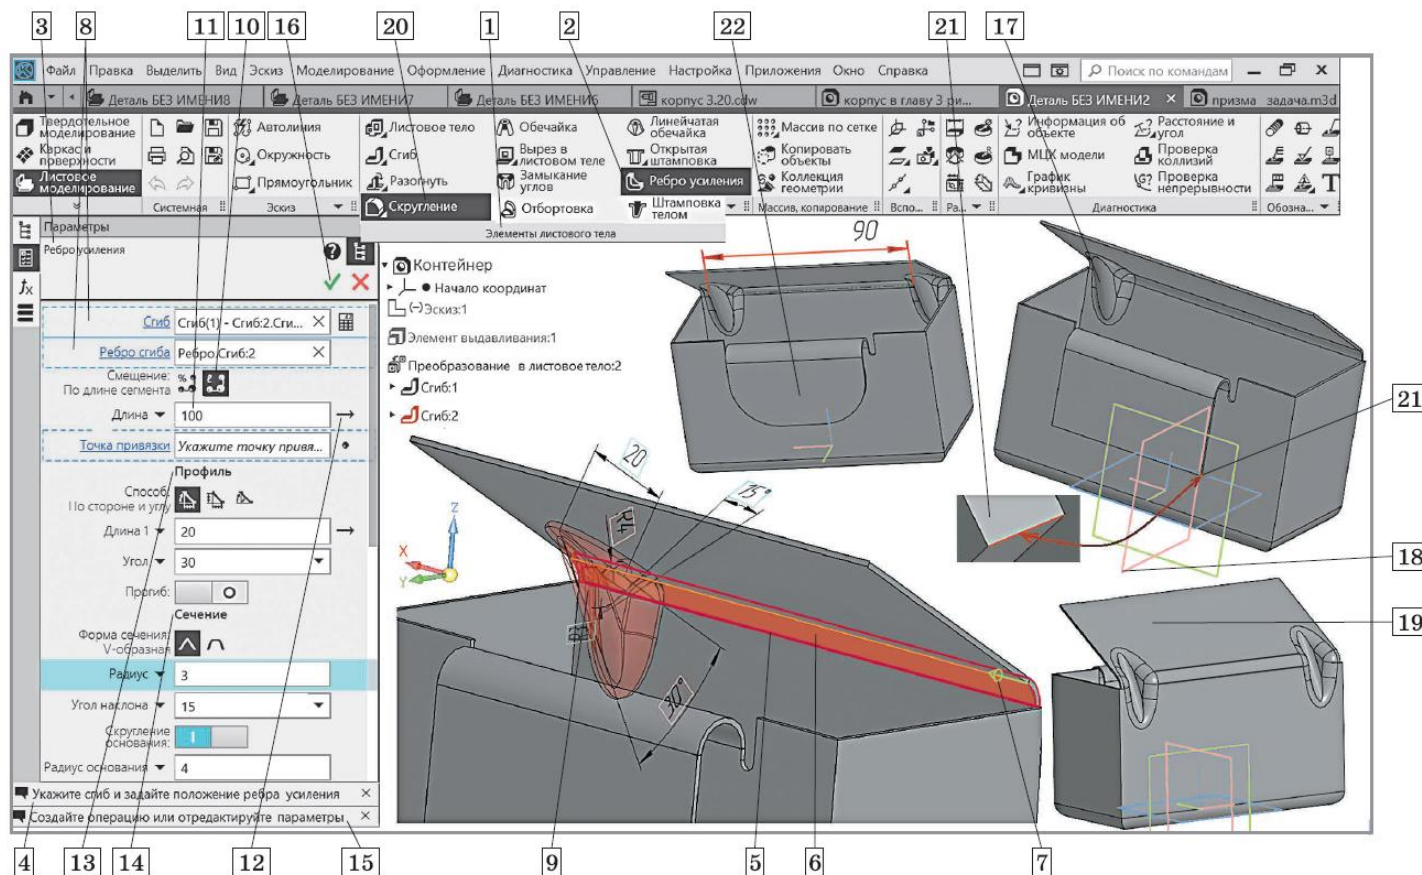 3 8 11 10 16 20 1 2 22 21 17
Файл Правка Выделить Вид Эскиз Моделирование Оформление Диагностика Управление Настройка Приложения Окно Справка Поиск по командам
Деталь БЕЗ ИМЕНИ8 Деталь БЕЗ ИМЕНИ7 Деталь БЕЗ ИМЕНИ6 корпус 3.20.cdw корпус в главу 3 ри... Деталь БЕЗ ИМЕНИ2 призма задача.m3d
Твердотельное моделирование
Каркас и поверхности
Листовое моделирование
Системная
Автолиния
Окружность
Прямоугольник
Эскиз
Листовое тело
Сгиб
Разогнуть
Скругление
Обечайка
Вырез в листовом теле
Замыкание углов
Отбортовка
Линейчатая обечайка
Открытая штамповка
Ребро усиления
Штамповка телом
Элементы листового тела
Массив по сетке
Копировать объекты
Коллекция геометрии
Массив, копирование
Вспо...
Ра...
Информация об объекте
МЦХ модели
График кривизны
Расстояние и угол
Проверка коллизий
Проверка непрерывности
Диагностика
Обозна...
Параметры
Ребро усиления
Сгиб Сгиб(1) - Сгиб:2.Сги...
Ребро сгиба Ребро.Сгиб:2
Смещение:
По длине сегмента
Длина 100
Точка привязки Укажите точку привя...
Профиль
Способ:
По стороне и углу
Длина 1 20
Угол 30
Прогиб:
Сечение
Форма сечения:
V-образная
Радиус 3
Угол наклона 15
Скругление основания:
Радиус основания 4
Укажите сгиб и задайте положение ребра усиления
Создайте операцию или отредактируйте параметры
Контейнер
Начало координат
(-)Эскиз:1
Элемент выдавливания:1
Преобразование в листовое тело:2
Сгиб:1
Сгиб:2
90
20
15°
R4
30°
Z
X
Y
21
18
19
4 13 14 12 15 9 5 6 7